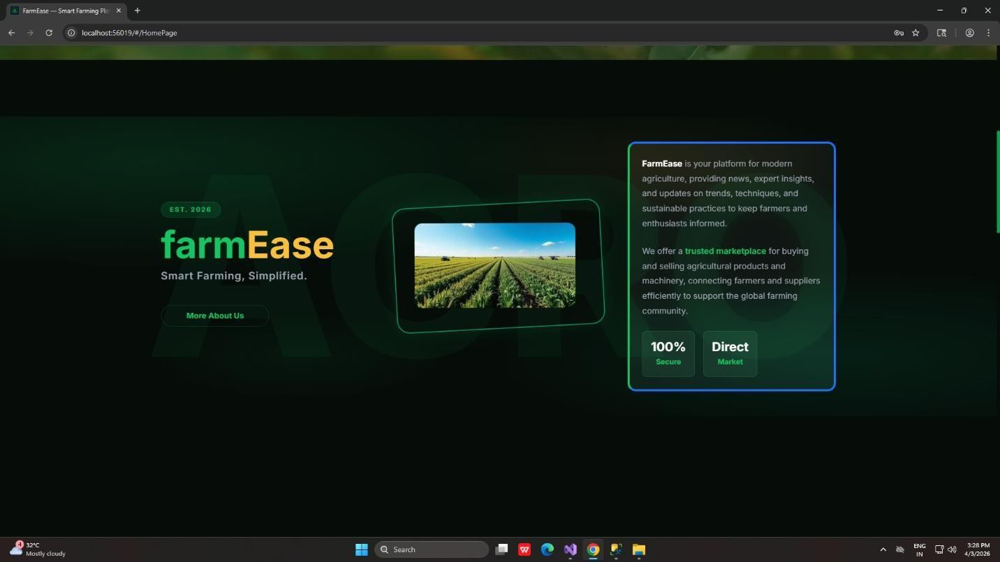 FarmEase — Smart Farming Pla
localhost:56019/#/HomePage
AGRO
EST. 2026
farmEase
Smart Farming, Simplified.
More About Us
FarmEase is your platform for modern
agriculture, providing news, expert insights,
and updates on trends, techniques, and
sustainable practices to keep farmers and
enthusiasts informed.
We offer a trusted marketplace for buying
and selling agricultural products and
machinery, connecting farmers and suppliers
efficiently to support the global farming
community.
100%
Secure
Direct
Market
4
32°C
Mostly cloudy
Search
ENG
IN
3:28 PM
4/3/2026